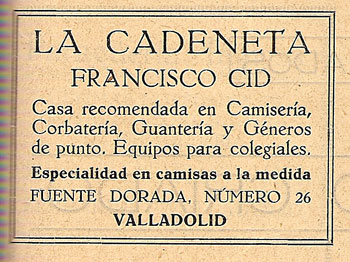 LA CADENETA
FRANCISCO CID
Casa recomendada en Camisería,
Corbatería, Guantería y Géneros
de punto. Equipos para colegiales.
Especialidad en camisas a la medida
FUENTE DORADA, NÚMERO 26
VALLADOLID